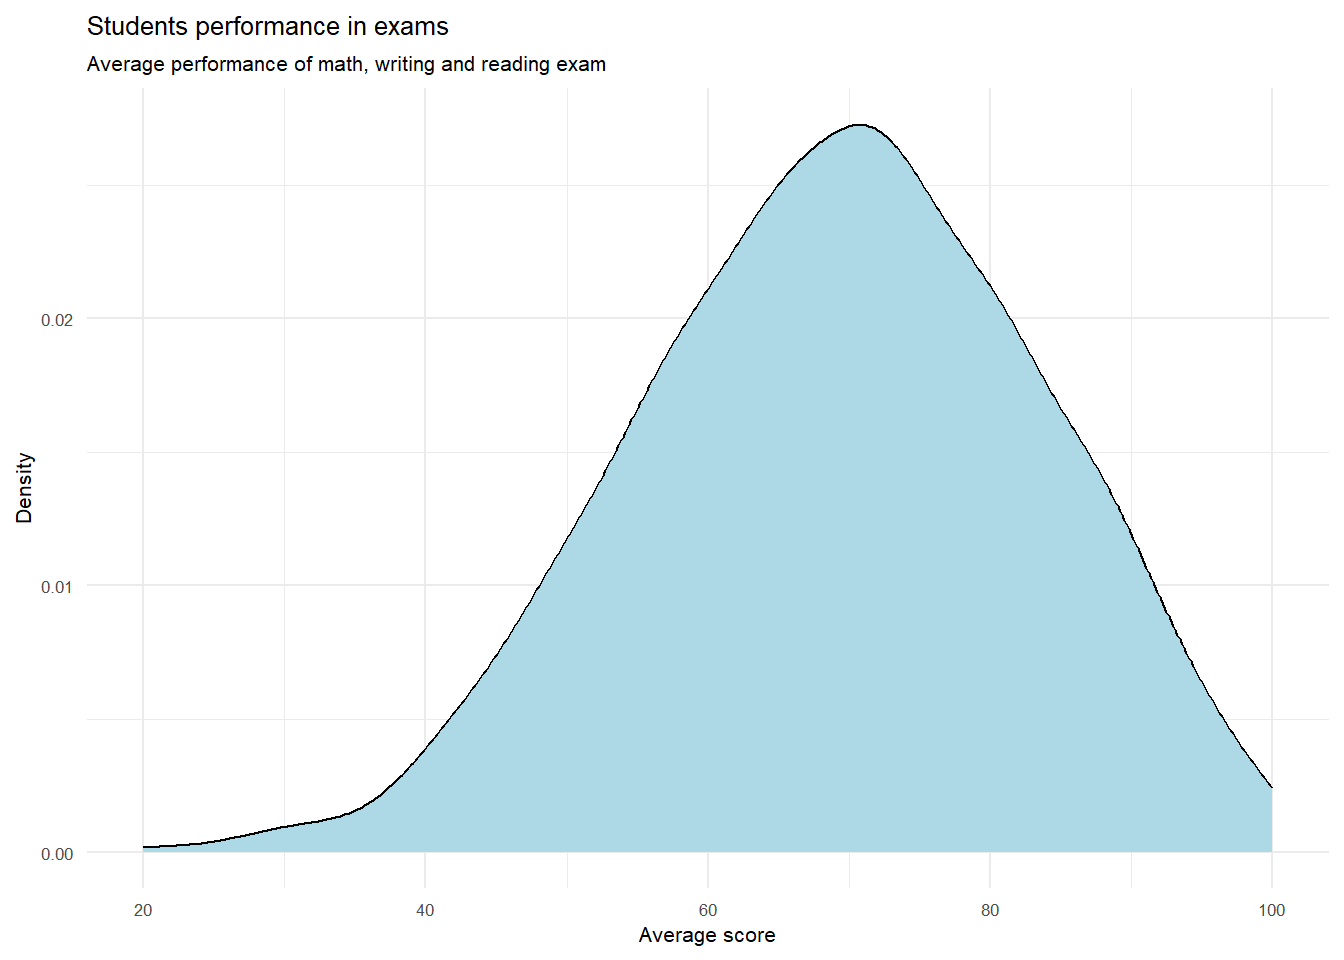 Students performance in exams
Average performance of math, writing and reading exam
Density
0.02
0.01
0.00
20 40 60 80 100
Average score